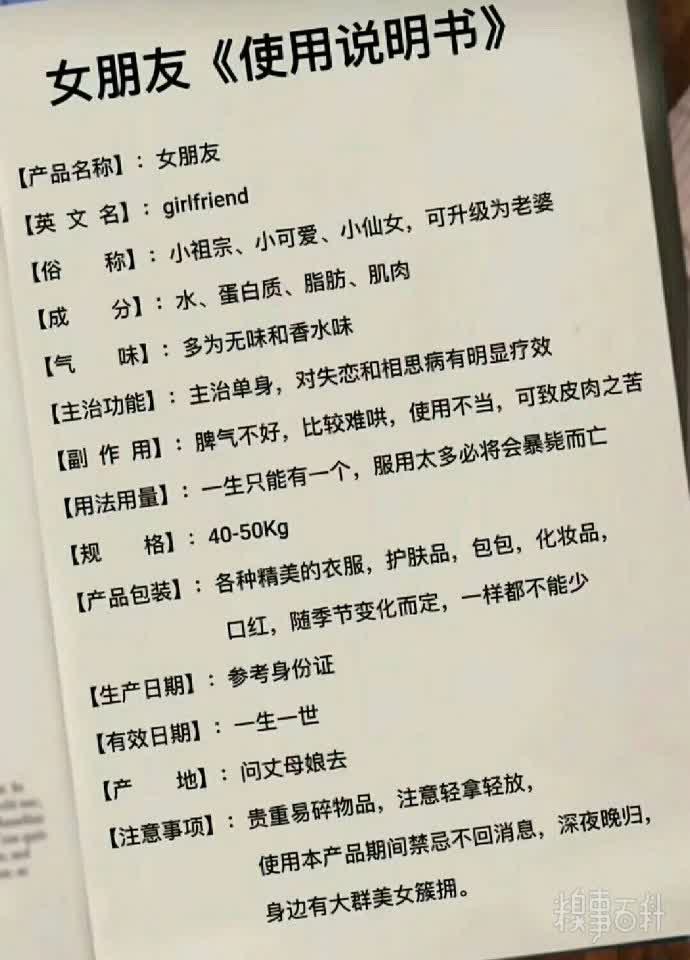 女朋友《使用说明书》
【产品名称】：女朋友
【英 文 名】：girlfriend
【俗 称】：小祖宗、小可爱、小仙女，可升级为老婆
【成 分】：水、蛋白质、脂肪、肌肉
【气 味】：多为无味和香水味
【主治功能】：主治单身，对失恋和相思病有明显疗效
【副 作 用】：脾气不好，比较难哄，使用不当，可致皮肉之苦
【用法用量】：一生只能有一个，服用太多必将会暴毙而亡
【规 格】：40-50Kg
【产品包装】：各种精美的衣服，护肤品，包包，化妆品，
口红，随季节变化而定，一样都不能少
【生产日期】：参考身份证
【有效日期】：一生一世
【产 地】：问丈母娘去
【注意事项】：贵重易碎物品，注意轻拿轻放，
使用本产品期间禁忌不回消息，深夜晚归，
身边有大群美女簇拥。
糗事百科